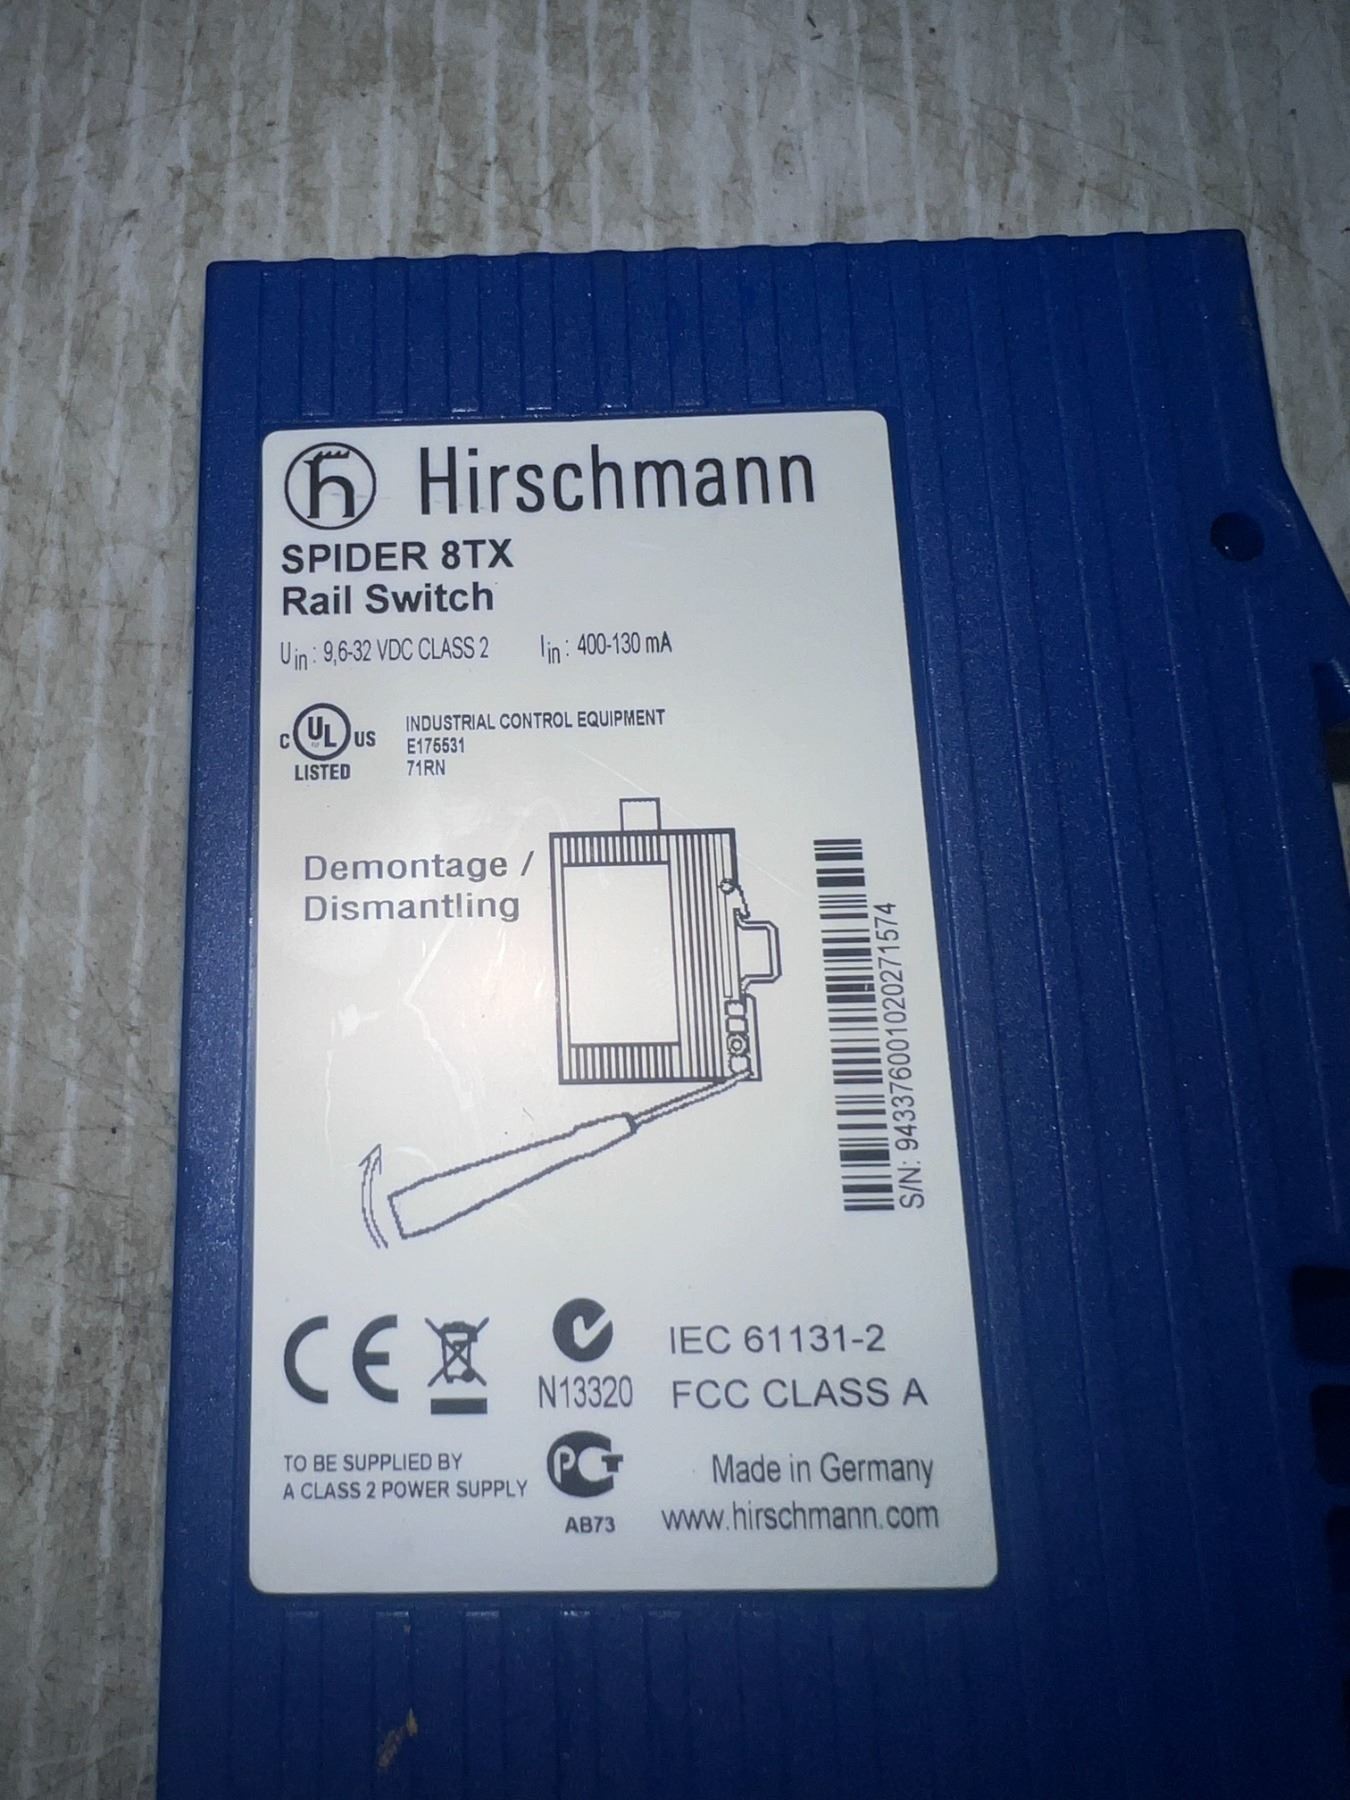 Hirschmann
SPIDER 8TX
Rail Switch
Uin : 9,6-32 VDC CLASS 2 Iin : 400-130 mA
C UL US
LISTED
INDUSTRIAL CONTROL EQUIPMENT
E175531
71RN
Demontage /
Dismantling
S/N: 943376001020271574
CE
N13320
IEC 61131-2
FCC CLASS A
TO BE SUPPLIED BY
A CLASS 2 POWER SUPPLY
AB73
Made in Germany
www.hirschmann.com